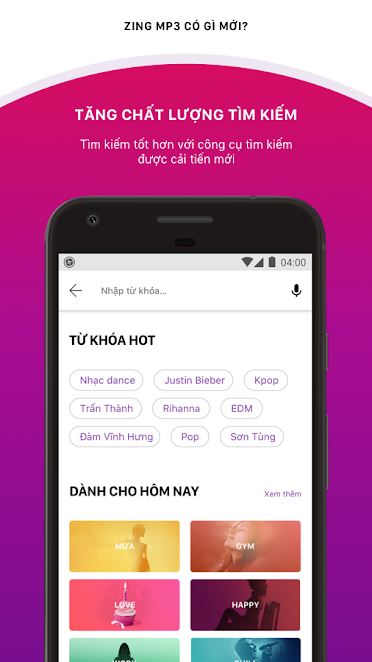 ZING MP3 CÓ GÌ MỚI?
TĂNG CHẤT LƯỢNG TÌM KIẾM
Tìm kiếm tốt hơn với công cụ tìm kiếm
được cải tiến mới
04:00
Nhập từ khóa...
TỪ KHÓA HOT
Nhạc dance Justin Bieber Kpop
Trấn Thành Rihanna EDM
Đàm Vĩnh Hưng Pop Sơn Tùng
DÀNH CHO HÔM NAY Xem thêm
MƯA GYM
LOVE HAPPY